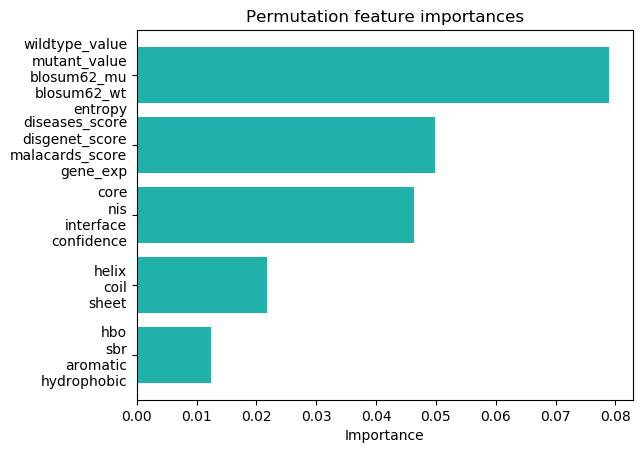 Permutation feature importances
wildtype_value
mutant_value
blosum62_mu
blosum62_wt
entropy
diseases_score
disgenet_score
malacards_score
gene_exp
core
nis
interface
confidence
helix
coil
sheet
hbo
sbr
aromatic
hydrophobic
0.00 0.01 0.02 0.03 0.04 0.05 0.06 0.07 0.08
Importance